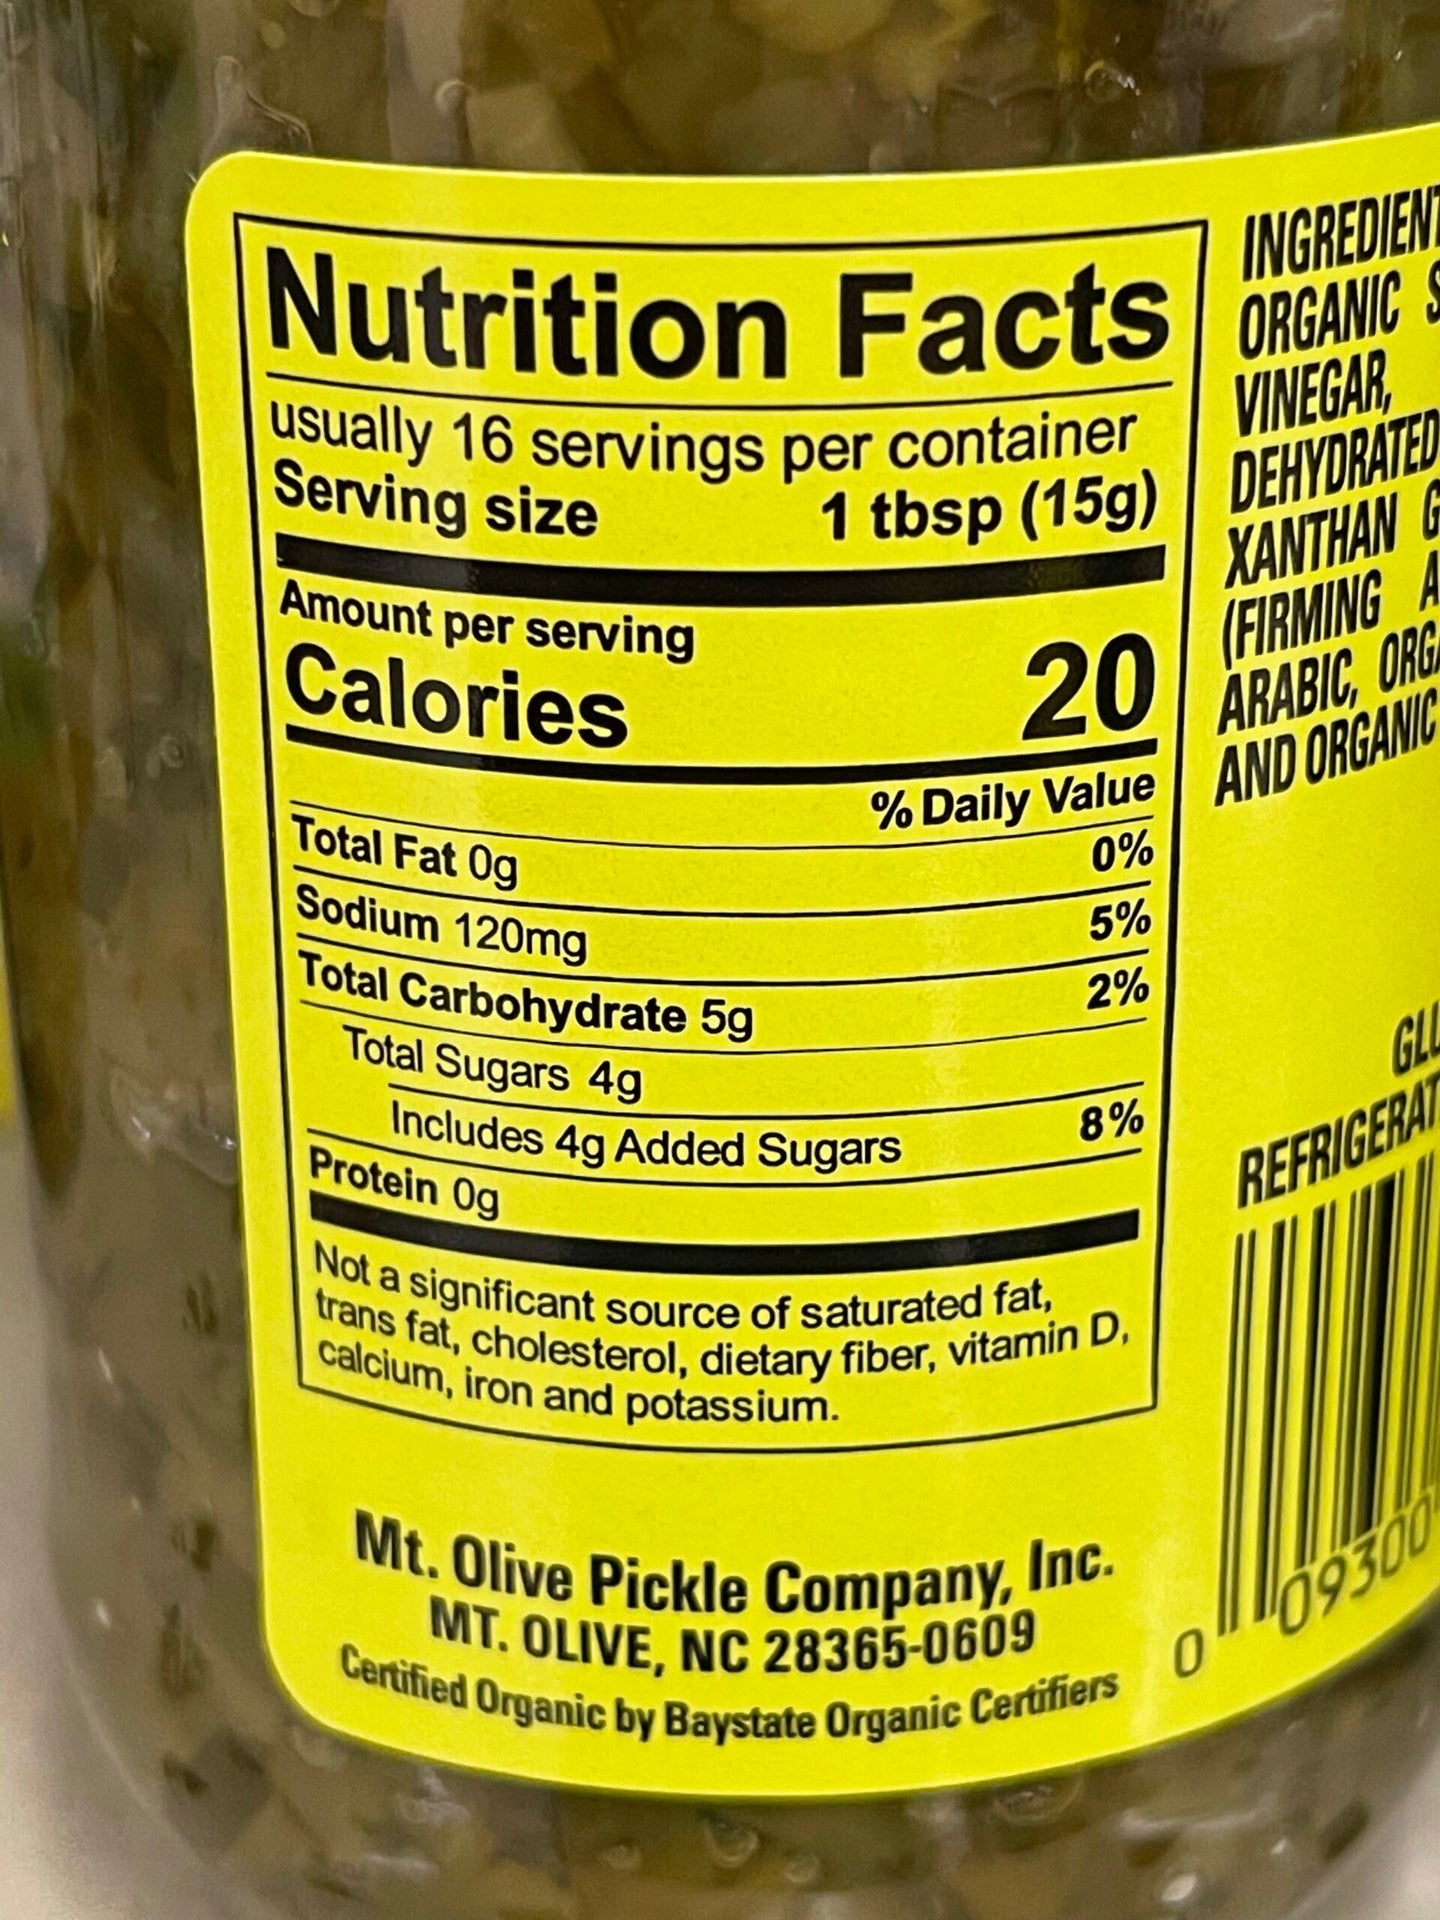 Nutrition Facts
usually 16 servings per container
Serving size 1 tbsp (15g)
Amount per serving
Calories 20
% Daily Value
Total Fat 0g 0%
Sodium 120mg 5%
Total Carbohydrate 5g 2%
Total Sugars 4g
Includes 4g Added Sugars 8%
Protein 0g
Not a significant source of saturated fat,
trans fat, cholesterol, dietary fiber, vitamin D,
calcium, iron and potassium.
Mt. Olive Pickle Company, Inc.
MT. OLIVE, NC 28365-0609
Certified Organic by Baystate Organic Certifiers
ORGANIC
VINEGAR,
DEHYDRATED
XANTHAN
(FIRMING
ARABIC,
AND ORGANIC
0 09300